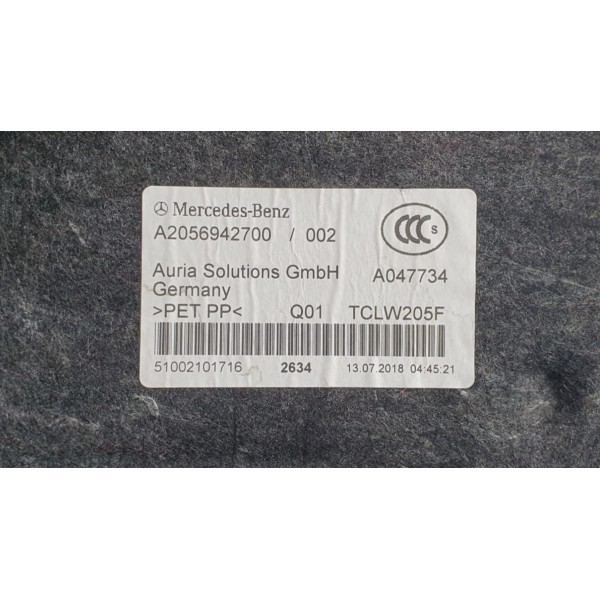 Mercedes-Benz
A2056942700 / 002
CCC S
Auria Solutions GmbH A047734
Germany
>PET PP< Q01 TCLW205F
51002101716 2634 13.07.2018 04:45:21